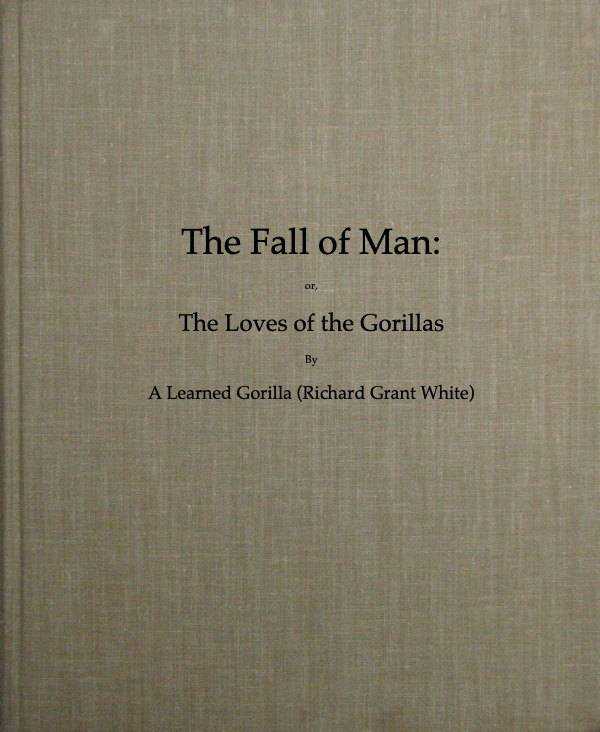 The Fall of Man:
or,
The Loves of the Gorillas
By
A Learned Gorilla (Richard Grant White)